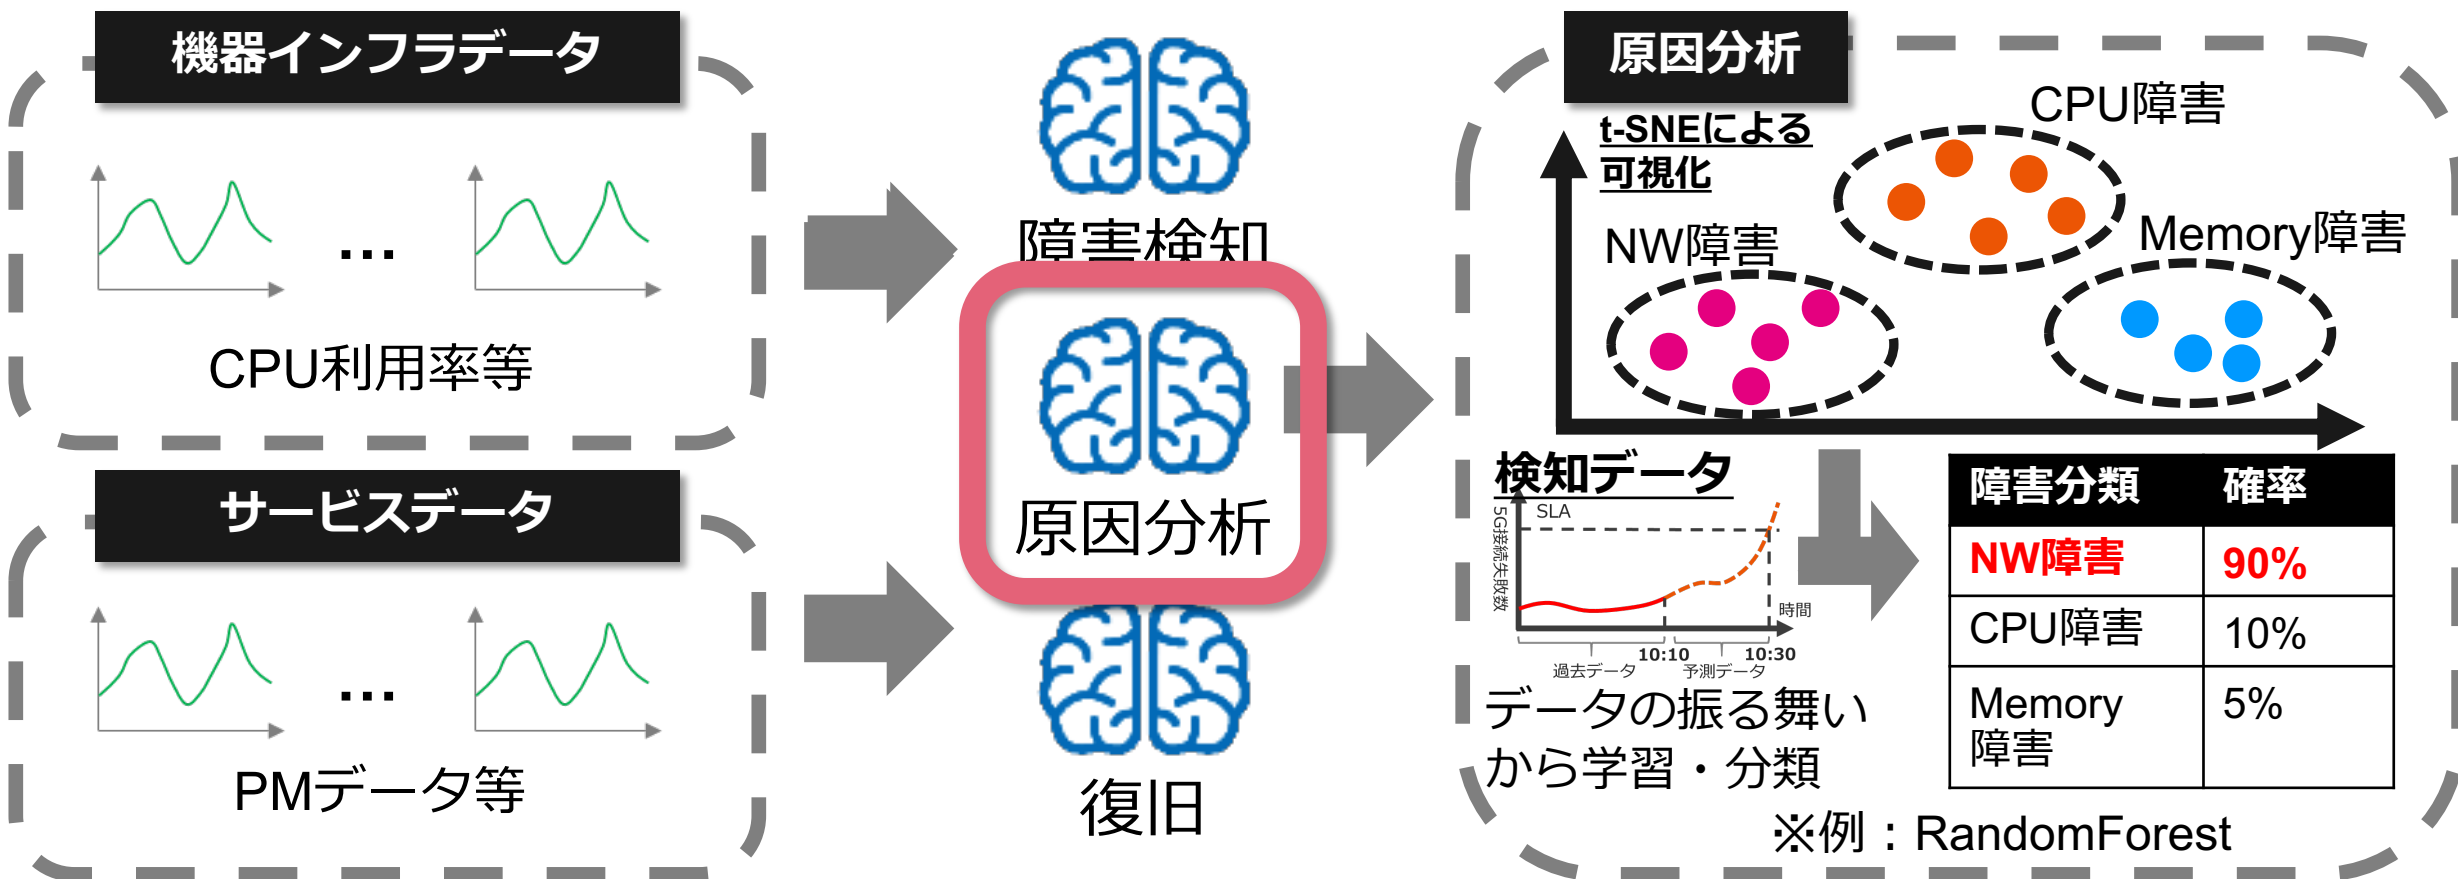 機器インフラデータ
…
CPU利用率等
サービスデータ
…
PMデータ等
障害検知
原因分析
復旧
原因分析
t-SNEによる
可視化
CPU障害
NW障害
Memory障害
検知データ
SLA
5G接続失敗数
時間
10:10
10:30
過去データ
予測データ
データの振る舞い
から学習・分類
障害分類 確率
NW障害 90%
CPU障害 10%
Memory 5%
障害
※例：RandomForest